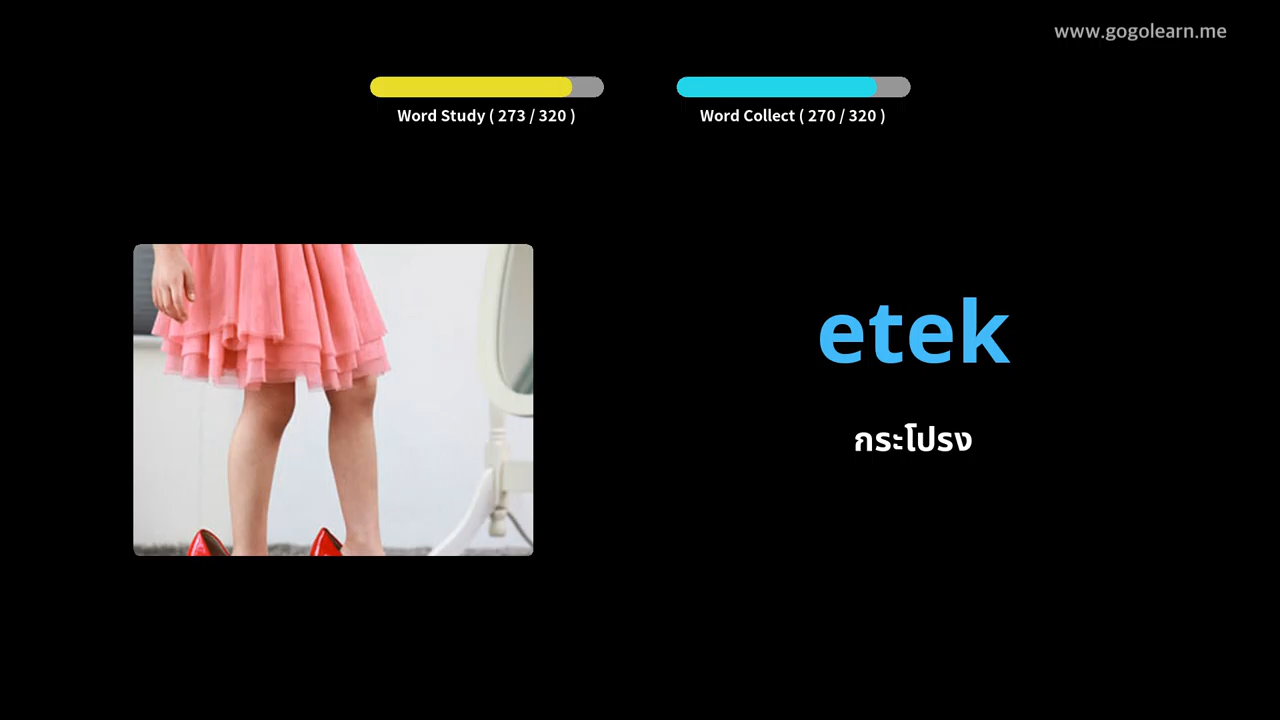 www.gogolearn.me
Word Study ( 273 / 320 )
Word Collect ( 270 / 320 )
etek
กระโปรง